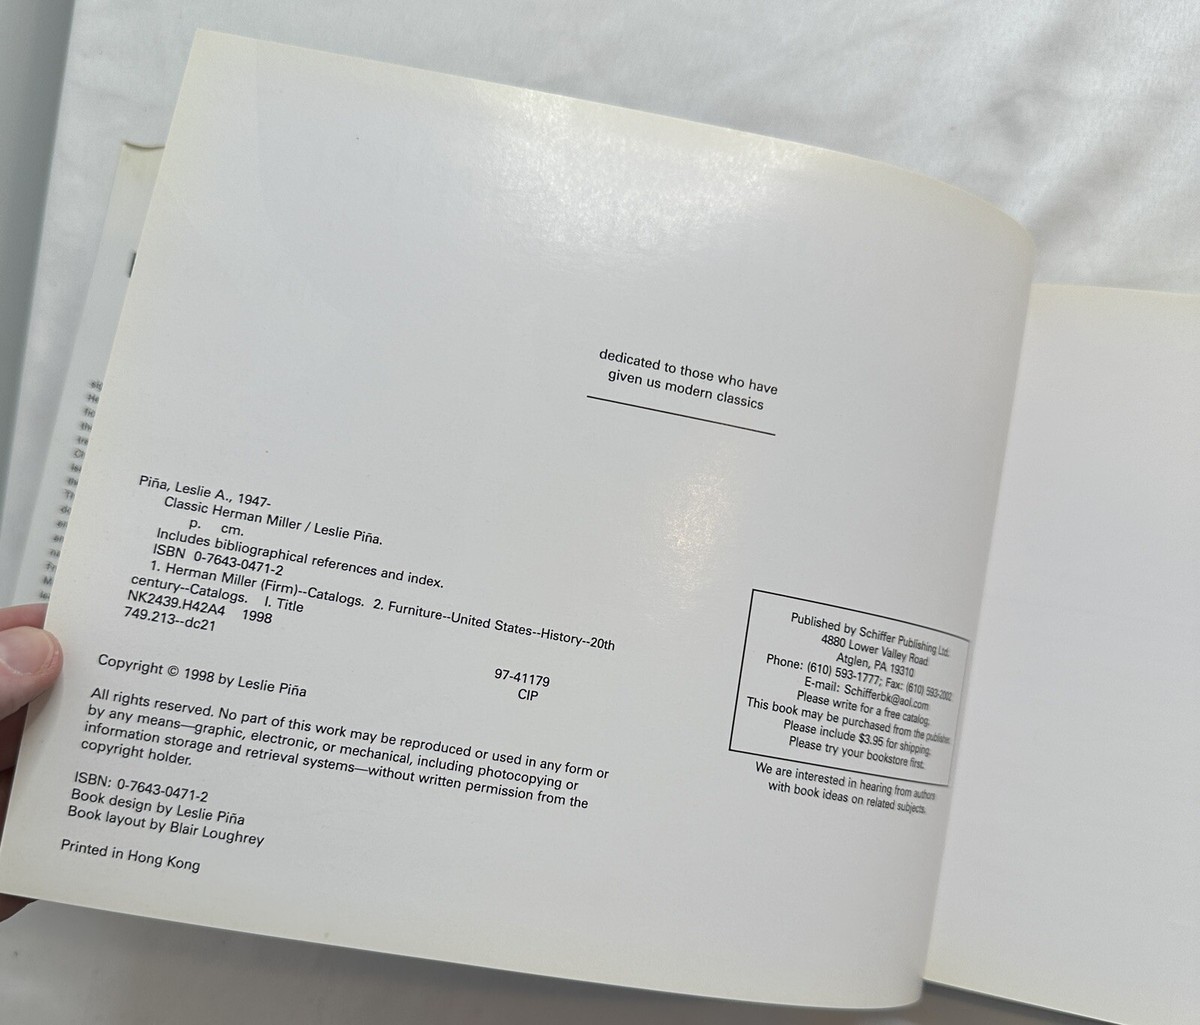 dedicated to those who have
given us modern classics
Piña, Leslie A., 1947-
Classic Herman Miller / Leslie Piña.
p. cm.
Includes bibliographical references and index.
ISBN 0-7643-0471-2
1. Herman Miller (Firm)--Catalogs. 2. Furniture--United States--History--20th
century--Catalogs. I. Title
NK2439.H42A4 1998
749.213--dc21
97-41179
CIP
Copyright © 1998 by Leslie Piña
All rights reserved. No part of this work may be reproduced or used in any form or
by any means—graphic, electronic, or mechanical, including photocopying or
information storage and retrieval systems—without written permission from the
copyright holder.
ISBN: 0-7643-0471-2
Book design by Leslie Piña
Book layout by Blair Loughrey
Printed in Hong Kong
Published by Schiffer Publishing Ltd.
4880 Lower Valley Road
Atglen, PA 19310
Phone: (610) 593-1777; Fax: (610) 593-2002
E-mail: Schifferbk@aol.com
Please write for a free catalog.
This book may be purchased from the publisher.
Please include $3.95 for shipping.
Please try your bookstore first.
We are interested in hearing from authors
with book ideas on related subjects.